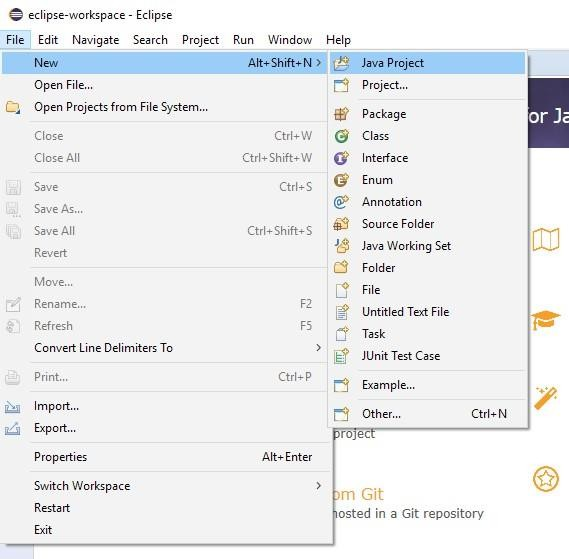 eclipse-workspace - Eclipse
File Edit Navigate Search Project Run Window Help
New Alt+Shift+N
Open File...
Open Projects from File System...
Close Ctrl+W
Close All Ctrl+Shift+W
Save Ctrl+S
Save As...
Save All Ctrl+Shift+S
Revert
Move...
Rename... F2
Refresh F5
Convert Line Delimiters To
Print... Ctrl+P
Import...
Export...
Properties Alt+Enter
Switch Workspace
Restart
Exit
Java Project
Project...
Package
Class
Interface
Enum
Annotation
Source Folder
Java Working Set
Folder
File
Untitled Text File
Task
JUnit Test Case
Example...
Other... Ctrl+N
for Ja
project
om Git
hosted in a Git repository